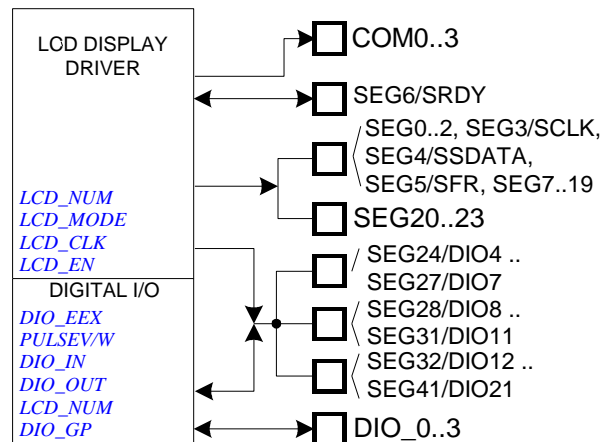 LCD DISPLAY
DRIVER
LCD_NUM
LCD_MODE
LCD_CLK
LCD_EN
DIGITAL I/O
DIO_EEX
PULSEV/W
DIO_IN
DIO_OUT
LCD_NUM
DIO_GP
COM0..3
SEG6/SRDY
SEG0..2, SEG3/SCLK,
SEG4/SSDATA,
SEG5/SFR, SEG7..19
SEG20..23
SEG24/DIO4 ..
SEG27/DIO7
SEG28/DIO8 ..
SEG31/DIO11
SEG32/DIO12 ..
SEG41/DIO21
DIO_0..3